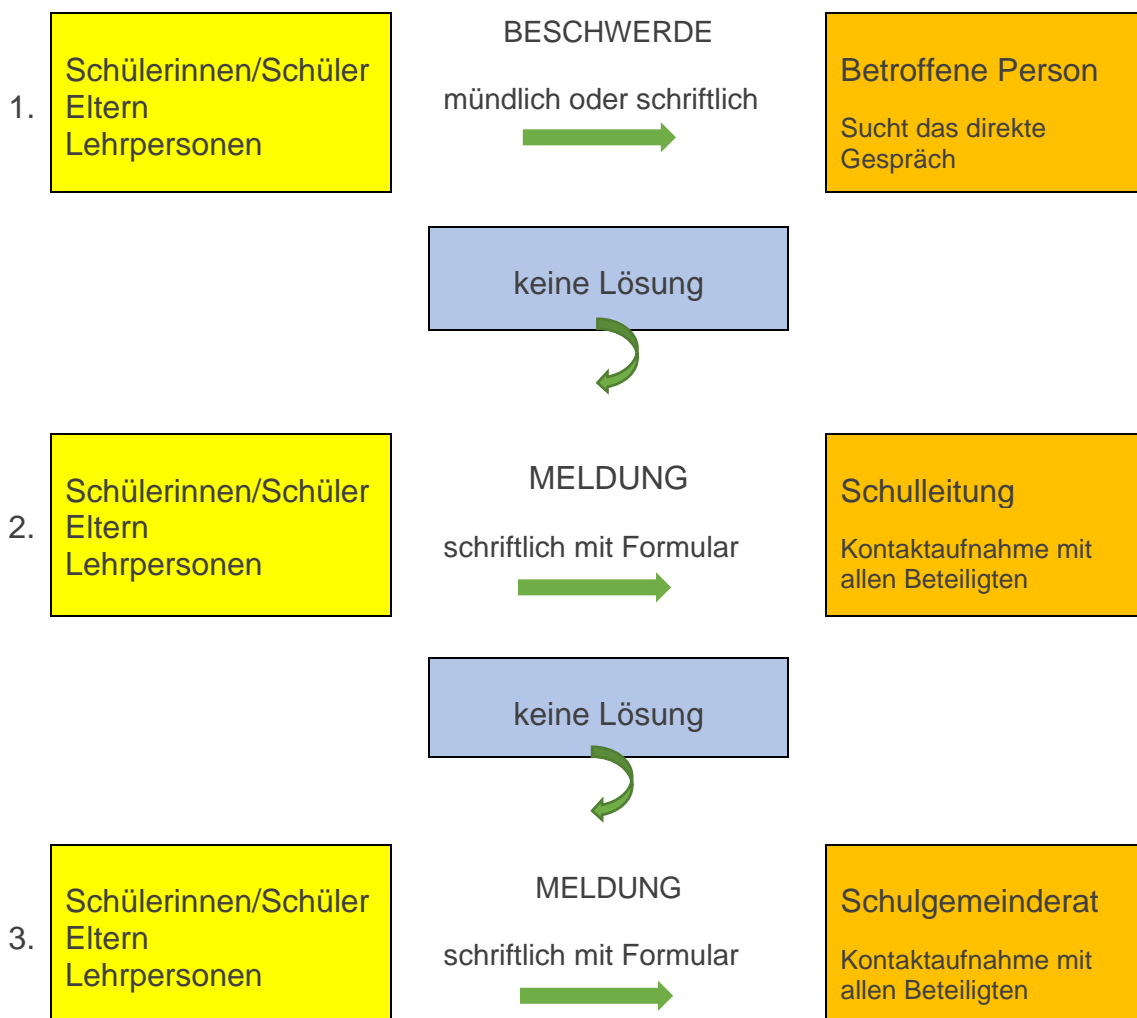 1.
Schülerinnen/Schüler
Eltern
Lehrpersonen
BESCHWERDE
mündlich oder schriftlich
Betroffene Person
Sucht das direkte
Gespräch
keine Lösung
2.
Schülerinnen/Schüler
Eltern
Lehrpersonen
MELDUNG
schriftlich mit Formular
Schulleitung
Kontaktaufnahme mit
allen Beteiligten
keine Lösung
3.
Schülerinnen/Schüler
Eltern
Lehrpersonen
MELDUNG
schriftlich mit Formular
Schulgemeinderat
Kontaktaufnahme mit
allen Beteiligten